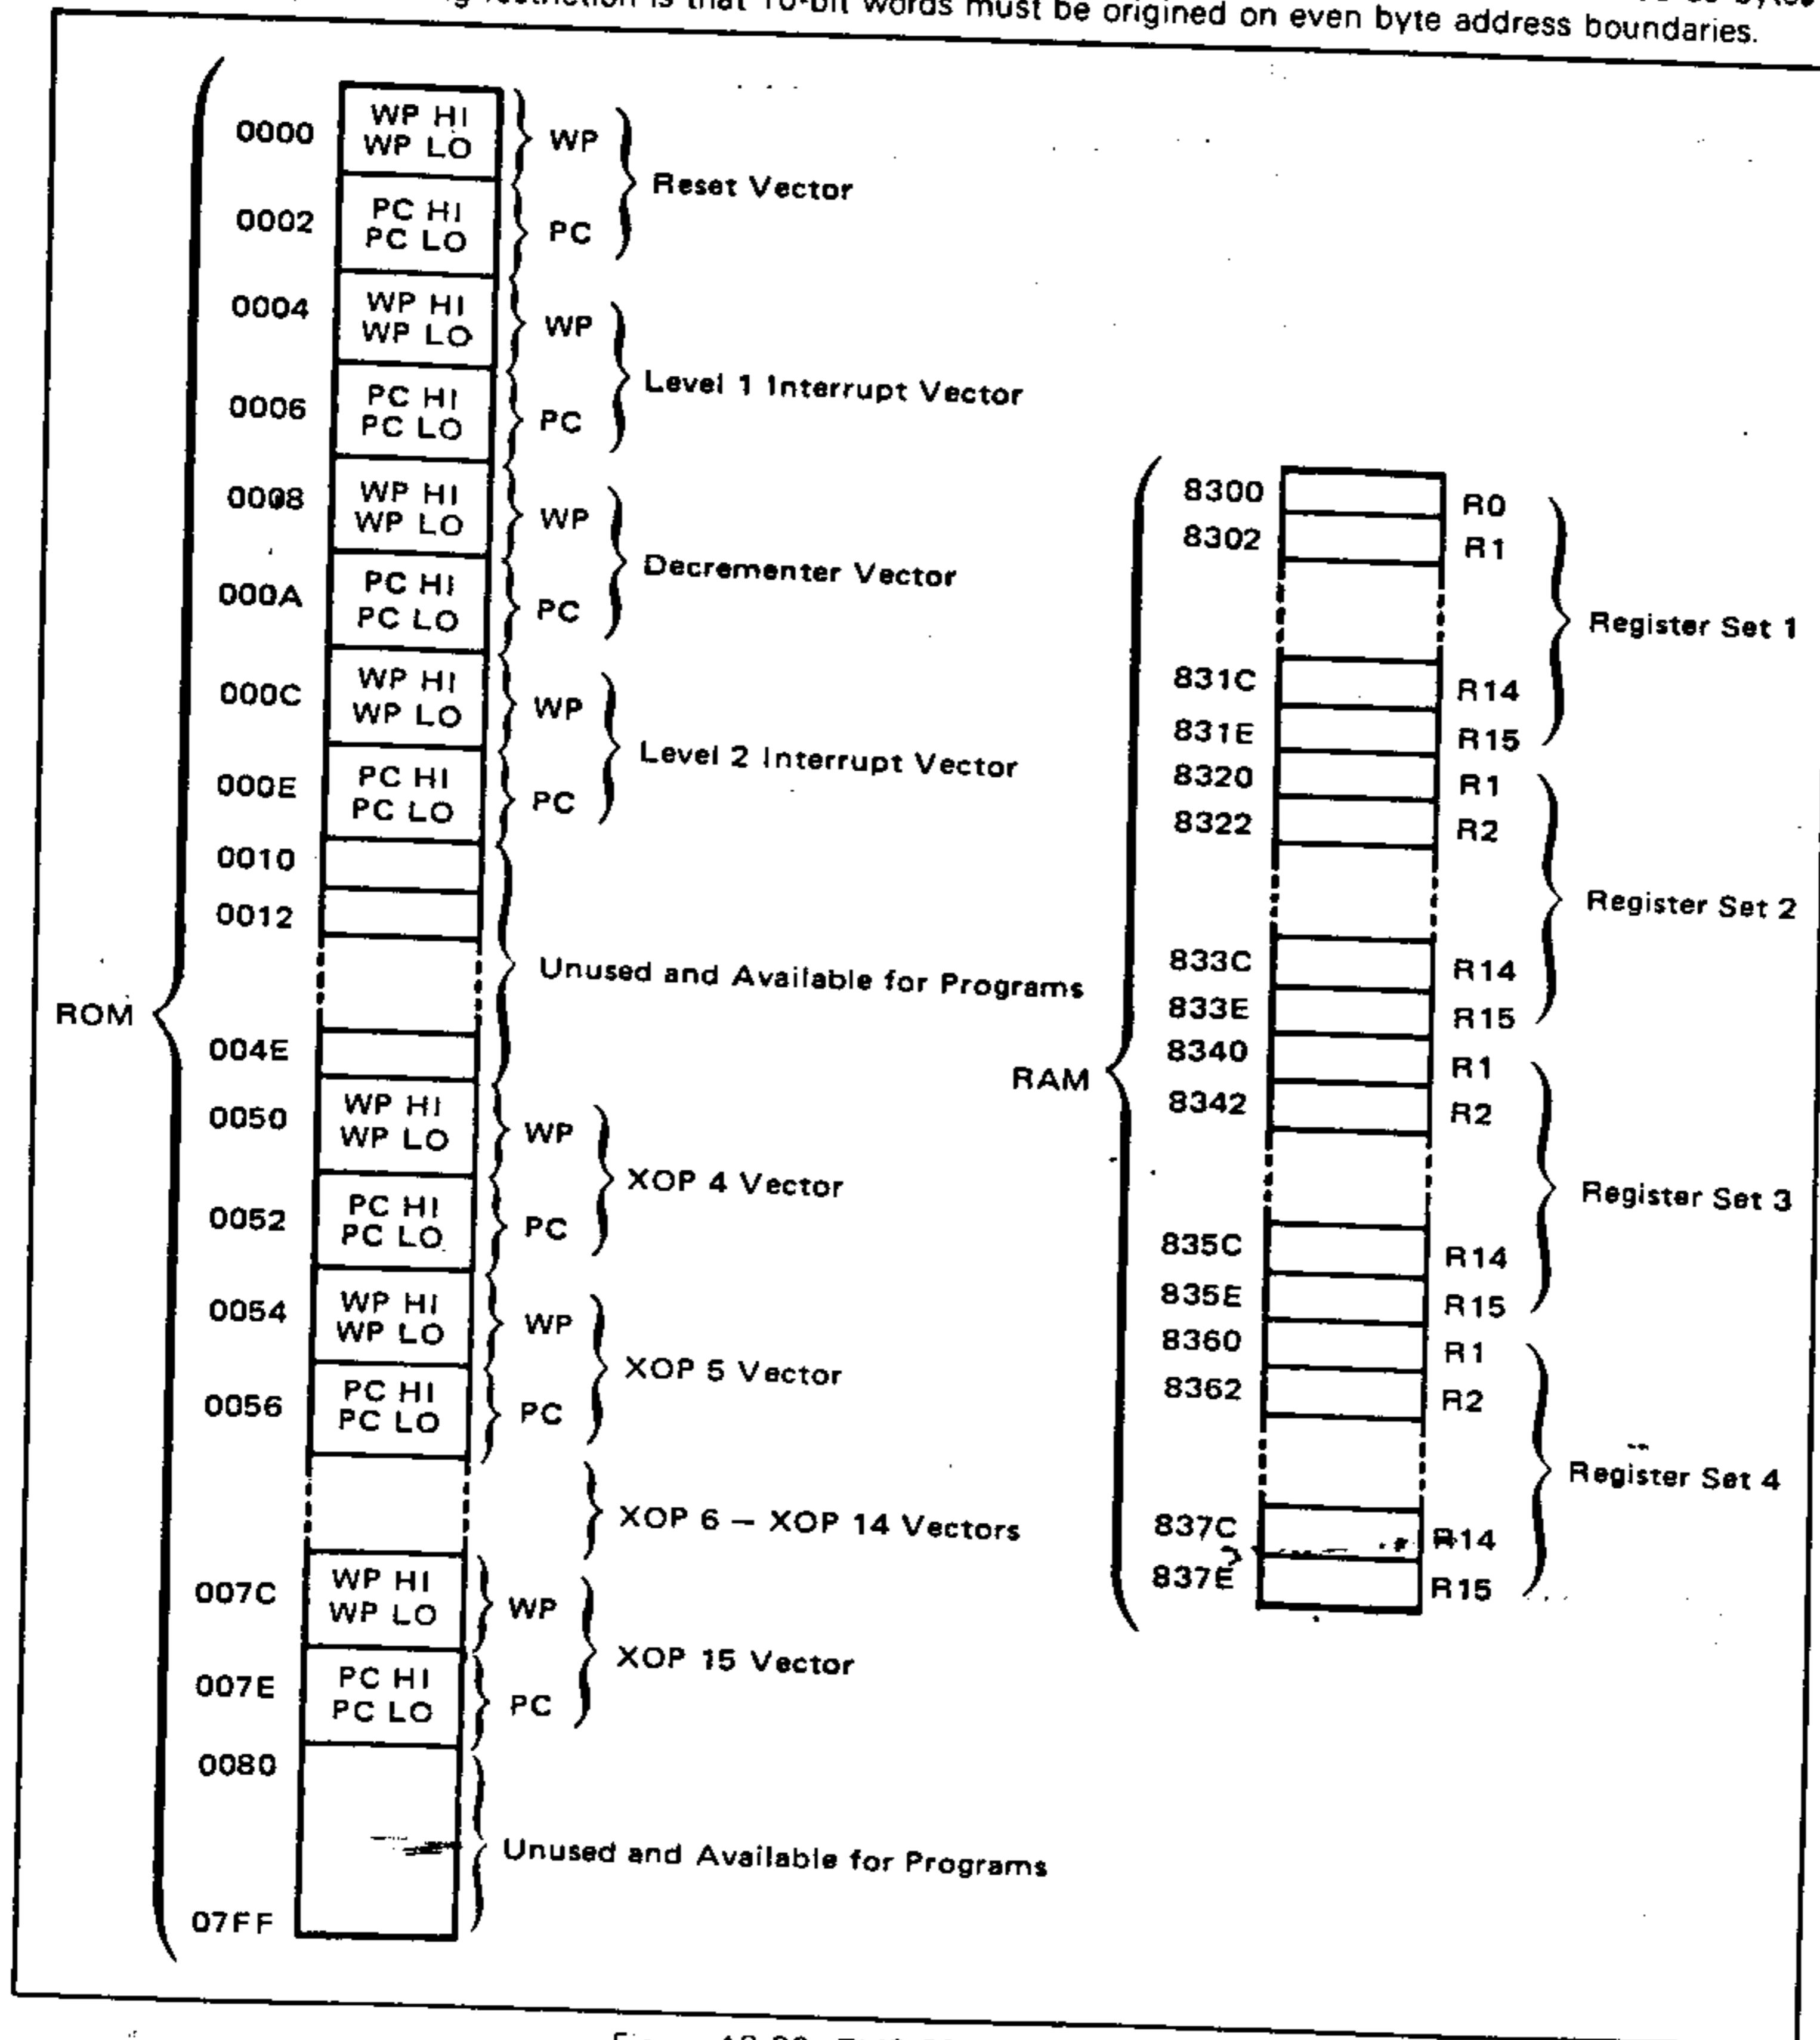 restriction is that 16-bit words must be origined on even byte address boundaries.
ROM
0000 WP HI WP LO WP
Reset Vector
0002 PC HI PC LO PC
0004 WP HI WP LO WP
Level 1 Interrupt Vector
0006 PC HI PC LO PC
0008 WP HI WP LO WP
Decrementer Vector
000A PC HI PC LO PC
000C WP HI WP LO WP
Level 2 Interrupt Vector
000E PC HI PC LO PC
0010
0012
Unused and Available for Programs
004E
0050 WP HI WP LO WP
XOP 4 Vector
0052 PC HI PC LO PC
0054 WP HI WP LO WP
XOP 5 Vector
0056 PC HI PC LO PC
XOP 6 – XOP 14 Vectors
007C WP HI WP LO WP
XOP 15 Vector
007E PC HI PC LO PC
0080
Unused and Available for Programs
07FF
RAM
8300 R0
8302 R1
Register Set 1
831C R14
831E R15
8320 R1
8322 R2
Register Set 2
833C R14
833E R15
8340 R1
8342 R2
Register Set 3
835C R14
835E R15
8360 R1
8362 R2
Register Set 4
837C R14
837E R15